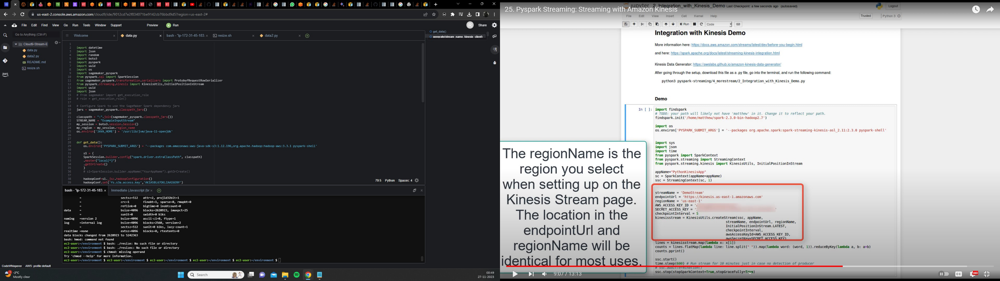 us-east-2.console.aws.amazon.com/cloud9/ide/9012cd7e2f834071be9142cb76bbd9d5?region=us-east-2#
File Edit Find View Go Run Tools Window Support Preview Run
R Share
Go to Anything (Ctrl-P)
Cloud9-Stream-E
data.py
data2.py
README.md
resize.sh
aws
Welcome data.py bash - "ip-172-31-45-183. resize.sh data2.py
get_data()
generate(stream_name, kinesis_client)
1
2 import datetime
3 import json
4 import random
5 import boto3
6 import pyspark
7 import uuid
8 import os
9 import sagemaker_pyspark
10 from pyspark.sql import SparkSession
11 from sagemaker_pyspark.transformation.serializers import ProtobufRequestRowSerializer
12 from pyspark.streaming.kinesis import KinesisUtils,InitialPositionInStream
13 import uuid
14 import json
15 # from sagemaker import get_execution_role
16 # role = get_execution_role()
17
18 # Configure Spark to use the SageMaker Spark dependency jars
19 jars = sagemaker_pyspark.classpath_jars()
20
21 classpath = ":".join(sagemaker_pyspark.classpath_jars())
22 STREAM_NAME = "ExampleInputStream"
23 my_session = boto3.session.Session()
24 my_region = my_session.region_name
25 os.environ['JAVA_HOME'] = '/usr/lib/jvm/java-11-openjdk'
26
27
28 def get_data():
29 os.environ['PYSPARK_SUBMIT_ARGS'] = '--packages com.amazonaws:aws-java-sdk-s3:1.12.196,org.apache.hadoop:hadoop-aws:3.3.1 pyspark-shell'
30
31 s1 = (
32 SparkSession.builder.config("spark.driver.extraClassPath", classpath)
33 .master("local[*]")
34 .getOrCreate()
35 )
36 # s1=SparkSession.builder.appName("YourAppName").getOrCreate()
37
38 hadoopConf=s1._jsc.hadoopConfiguration()
39 hadoopConf.set('fs.s3a.access.key','AKIA5BL67OKLIAAI6ENY')
79:5 Python Spaces: 4
bash - "ip-172-31-45-183. Immediate (Javascript (br
= sectsz=512 attr=2, projid32bit=1
= crc=1 finobt=1, sparse=0, rmapbt=0
= reflink=0 bigtime=0 inobtcount=0
data = bsize=4096 blocks=2620923, imaxpct=25
= sunit=0 swidth=0 blks
naming =version 2 bsize=4096 ascii-ci=0, ftype=1
log =internal log bsize=4096 blocks=2560, version=2
= sectsz=512 sunit=0 blks, lazy-count=1
realtime =none extsz=4096 blocks=0, rtextents=0
data blocks changed from 2620923 to 5242363
bash: hmod: command not found
ec2-user:~/environment $ bash: ./resize: No such file or directory
ec2-user:~/environment $ bash: ./resizec: No such file or directory
ec2-user:~/environment $ chmod: missing operand
Try 'chmod --help' for more information.
ec2-user:~/environment $ ec2-user:~/environment $ ec2-user:~/environment $ ec2-user:~/environment $
CodeWhisperer AWS: profile:default
-2°C
Mostly clear
Search
00:49
27-11-2023
25. Pyspark Streaming: Streaming with Amazon Kinesis
jupyter 2_Integration_with_Kinesis_Demo Last Checkpoint: a few seconds ago (autosaved) Logout
File Edit View Insert Cell Kernel Help Trusted Python 3
Run Code
Integration with Kinesis Demo
More information here: https://docs.aws.amazon.com/streams/latest/dev/before-you-begin.html
and here: https://spark.apache.org/docs/latest/streaming-kinesis-integration.html
Kinesis Data Generator: https://awslabs.github.io/amazon-kinesis-data-generator/
After going through the setup, download this file as a .py file, go into the terminal, and run the following command:
python3 pyspark-streaming/4_morestream/2_Integration_with_Kinesis_Demo.py
Demo
In [ ]: import findspark
# TODO: your path will likely not have 'matthew' in it. Change it to reflect your path.
findspark.init('/home/matthew/spark-2.3.0-bin-hadoop2.7')
import os
os.environ['PYSPARK_SUBMIT_ARGS'] = '--packages org.apache.spark:spark-streaming-kinesis-asl_2.11:2.3.0 pyspark-shell'
import sys
import json
import time
from pyspark import SparkContext
from pyspark.streaming import StreamingContext
from pyspark.streaming.kinesis import KinesisUtils, InitialPositionInStream
appName="PythonKinesisApp"
sc = SparkContext(appName=appName)
ssc = StreamingContext(sc, 1)
streamName = 'DemoStream'
endpointUrl = 'https://kinesis.us-east-1.amazonaws.com'
regionName = 'us-east-1'
AWS_ACCESS_KEY_ID = '
SECRET_ACCESS_KEY = '
checkpointInterval = 5
kinesisstream = KinesisUtils.createStream(ssc, appName,
streamName, endpointUrl, regionName,
InitialPositionInStream.LATEST,
checkpointInterval,
awsAccessKeyId=AWS_ACCESS_KEY_ID,
awsSecretKey=SECRET_ACCESS_KEY)
lines = kinesisstream.map(lambda x: x[1])
counts = lines.flatMap(lambda line: line.split(" ")).map(lambda word: (word, 1)).reduceByKey(lambda a, b: a+b)
counts.pprint()
ssc.start()
time.sleep(600) # Run stream for 10 minutes just in case no detection of producer
# ssc.awaitTermination()
ssc.stop(stopSparkContext=True,stopGraceFully=True)
The regionName is the
region you select
when setting up on the
Kinesis Stream page.
The location in the
endpointUrl and
regionName will be
identical for most uses.
9:07 / 13:13
CC HD